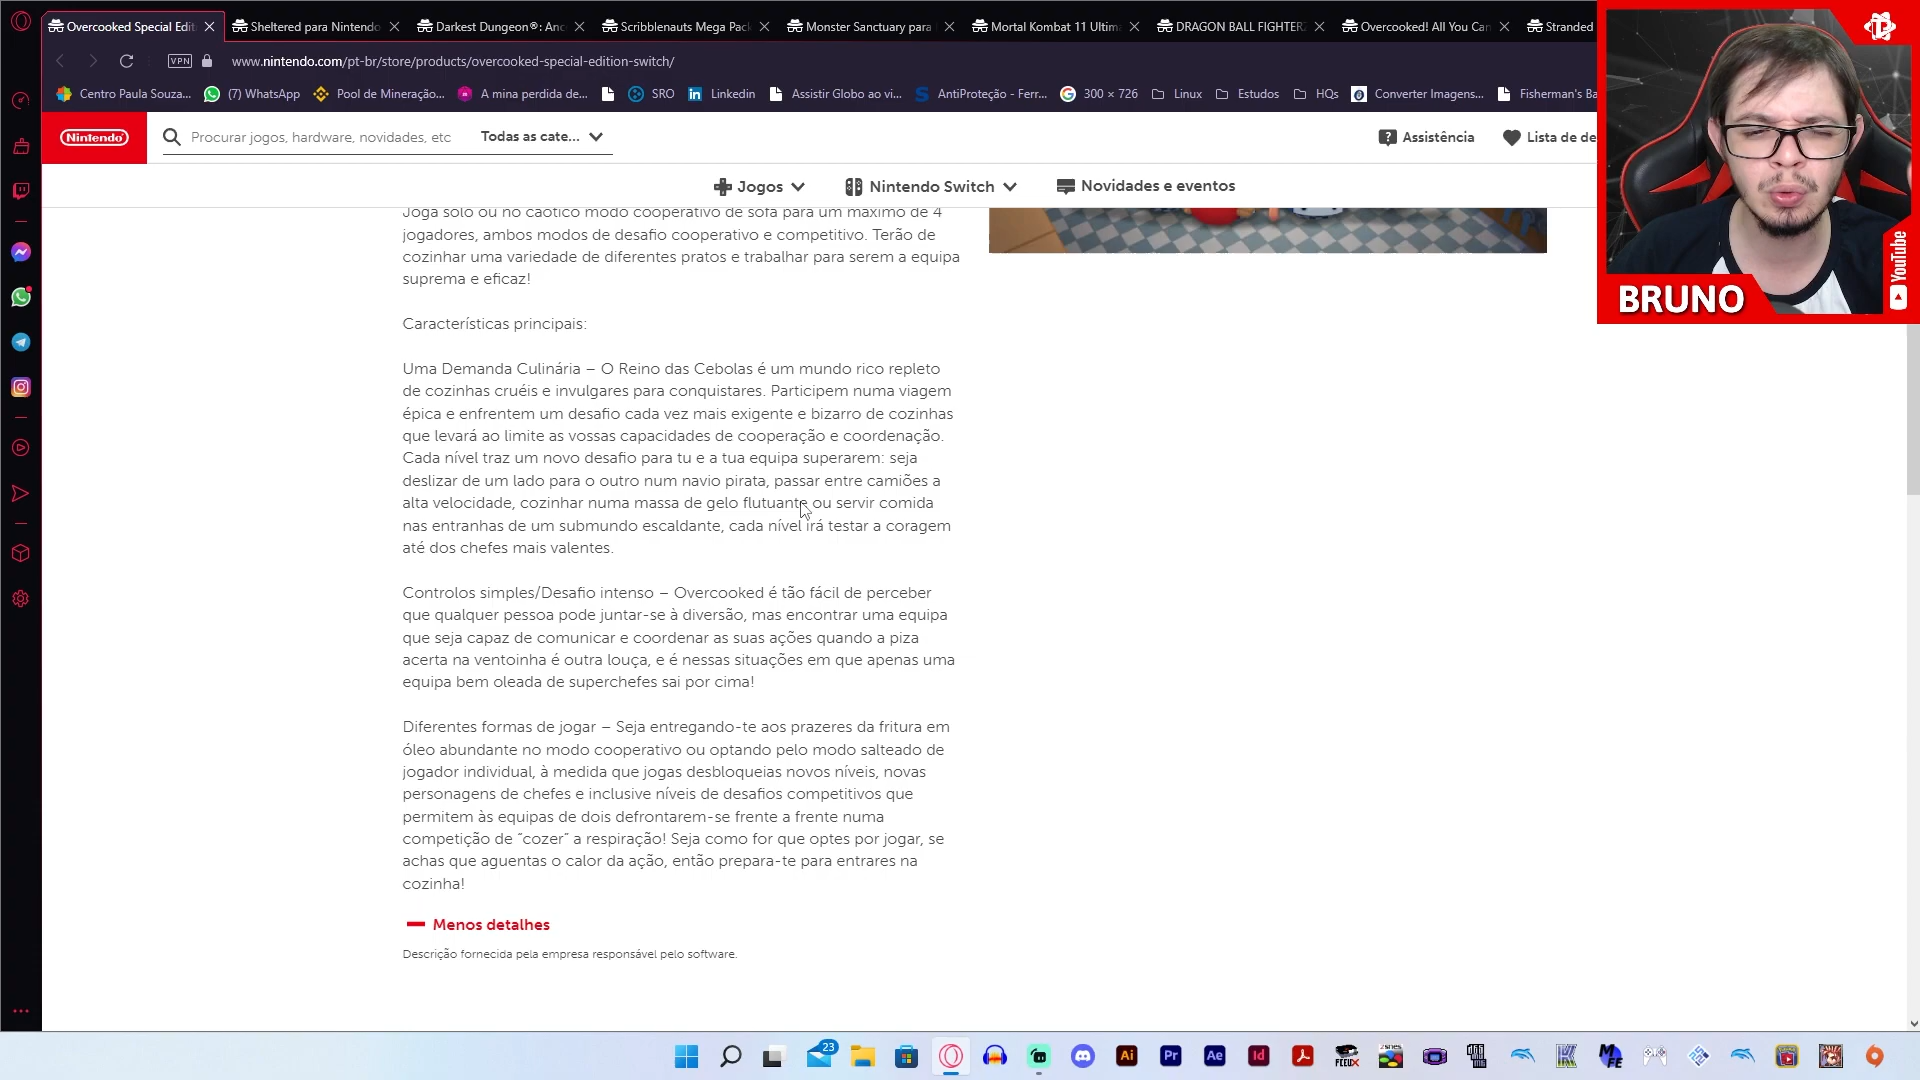 Overcooked Special Edit
Sheltered para Nintendo
Darkest Dungeon®: Anc
Scribblenauts Mega Pack
Monster Sanctuary para
Mortal Kombat 11 Ultim
DRAGON BALL FIGHTERZ
Overcooked! All You Can
Stranded
VPN
www.nintendo.com/pt-br/store/products/overcooked-special-edition-switch/
Centro Paula Souza...
(7) WhatsApp
Pool de Mineração...
A mina perdida de...
SRO
Linkedin
Assistir Globo ao vi...
AntiProteção - Ferr...
300 × 726
Linux
Estudos
HQs
Converter Imagens...
Fisherman's Ba
Nintendo
Procurar jogos, hardware, novidades, etc
Todas as cate...
Assistência
Lista de de
Jogos
Nintendo Switch
Novidades e eventos
Joga solo ou no caótico modo cooperativo de sofá para um máximo de 4
jogadores, ambos modos de desafio cooperativo e competitivo. Terão de
cozinhar uma variedade de diferentes pratos e trabalhar para serem a equipa
suprema e eficaz!
Características principais:
Uma Demanda Culinária – O Reino das Cebolas é um mundo rico repleto
de cozinhas cruéis e invulgares para conquistares. Participem numa viagem
épica e enfrentem um desafio cada vez mais exigente e bizarro de cozinhas
que levará ao limite as vossas capacidades de cooperação e coordenação.
Cada nível traz um novo desafio para tu e a tua equipa superarem: seja
deslizar de um lado para o outro num navio pirata, passar entre camiões a
alta velocidade, cozinhar numa massa de gelo flutuante ou servir comida
nas entranhas de um submundo escaldante, cada nível irá testar a coragem
até dos chefes mais valentes.
Controlos simples/Desafio intenso – Overcooked é tão fácil de perceber
que qualquer pessoa pode juntar-se à diversão, mas encontrar uma equipa
que seja capaz de comunicar e coordenar as suas ações quando a piza
acerta na ventoinha é outra louça, e é nessas situações em que apenas uma
equipa bem oleada de superchefes sai por cima!
Diferentes formas de jogar – Seja entregando-te aos prazeres da fritura em
óleo abundante no modo cooperativo ou optando pelo modo salteado de
jogador individual, à medida que jogas desbloqueias novos níveis, novas
personagens de chefes e inclusive níveis de desafios competitivos que
permitem às equipas de dois defrontarem-se frente a frente numa
competição de “cozer” a respiração! Seja como for que optes por jogar, se
achas que aguentas o calor da ação, então prepara-te para entrares na
cozinha!
Menos detalhes
Descrição fornecida pela empresa responsável pelo software.
BRUNO
YouTube
23
Ai
Pr
Ae
Id